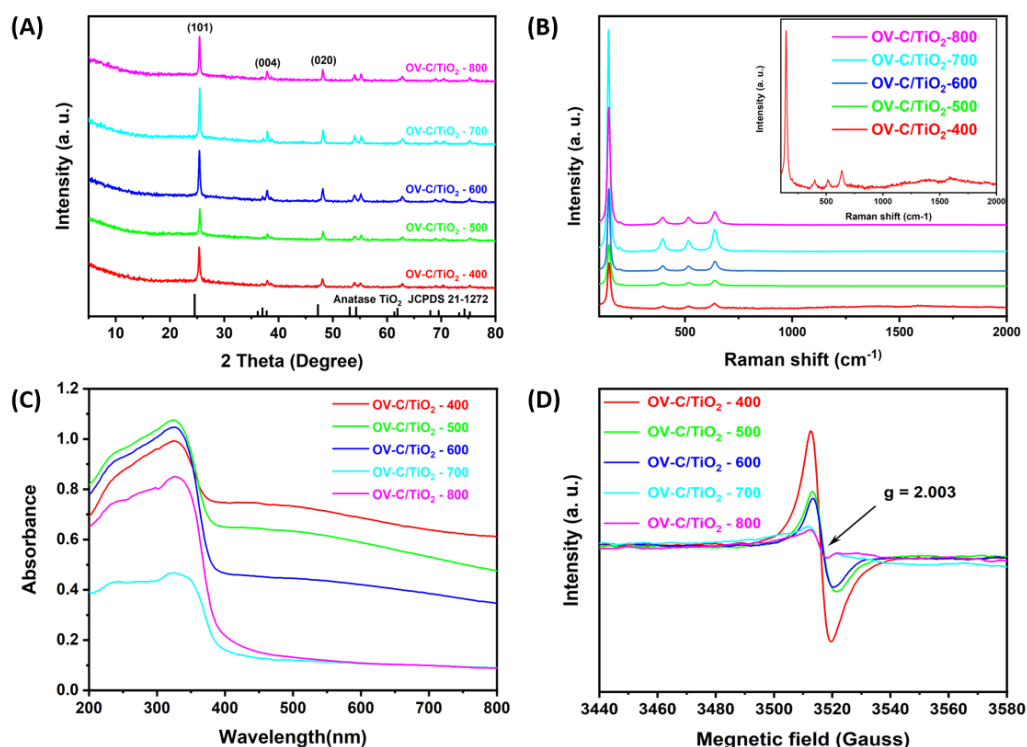 (A)
(101)
(004)
(020)
OV-C/TiO₂ - 800
OV-C/TiO₂ - 700
OV-C/TiO₂ - 600
OV-C/TiO₂ - 500
OV-C/TiO₂ - 400
Anatase TiO₂ JCPDS 21-1272
Intensity (a. u.)
10 20 30 40 50 60 70 80
2 Theta (Degree)
(B)
OV-C/TiO₂-800
OV-C/TiO₂-700
OV-C/TiO₂-600
OV-C/TiO₂-500
OV-C/TiO₂-400
Intensity (a. u.)
500 1000 1500 2000
Raman shift (cm-1)
Intensity (a. u.)
500 1000 1500 2000
Raman shift (cm⁻¹)
(C)
1.2
1.0
0.8
0.6
0.4
0.2
0.0
Absorbance
OV-C/TiO₂ - 400
OV-C/TiO₂ - 500
OV-C/TiO₂ - 600
OV-C/TiO₂ - 700
OV-C/TiO₂ - 800
200 300 400 500 600 700 800
Wavelength(nm)
(D)
OV-C/TiO₂ - 400
OV-C/TiO₂ - 500
OV-C/TiO₂ - 600
OV-C/TiO₂ - 700
OV-C/TiO₂ - 800
g = 2.003
Intensity (a. u.)
3440 3460 3480 3500 3520 3540 3560 3580
Megnetic field (Gauss)